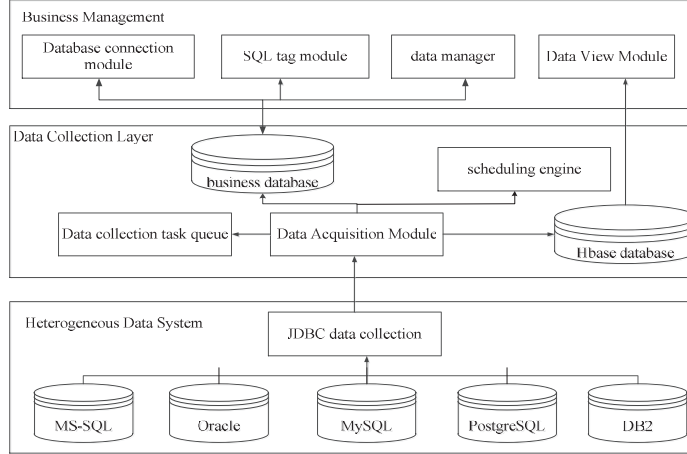 Business Management
Database connection
module
SQL tag module
data manager
Data View Module
Data Collection Layer
business database
scheduling engine
Data collection task queue
Data Acquisition Module
Hbase database
Heterogeneous Data System
JDBC data collection
MS-SQL
Oracle
MySQL
PostgreSQL
DB2